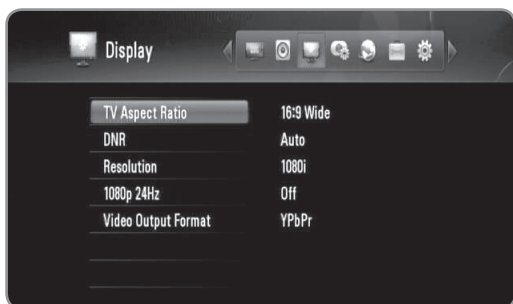 Display
TV Aspect Ratio 16:9 Wide
DNR Auto
Resolution 1080i
1080p 24Hz Off
Video Output Format YPbPr